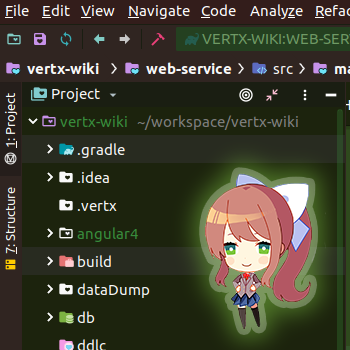 File Edit View Navigate Code Analyze Refac
VERTX-WIKI:WEB-SER
vertx-wiki web-service src ma
Project
1: Project
vertx-wiki ~/workspace/vertx-wiki
.gradle
.idea
.vertx
angular4
7: Structure
build
dataDump
db
ddlc